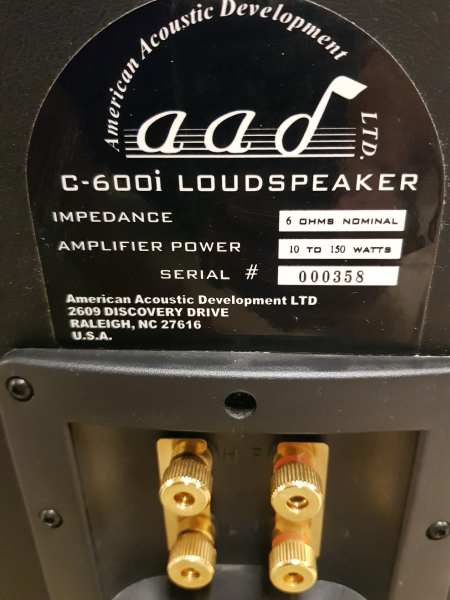 American Acoustic Development LTD.
aad
C-600i LOUDSPEAKER
IMPEDANCE 6 OHMS NOMINAL
AMPLIFIER POWER 10 TO 150 WATTS
SERIAL # 000358
American Acoustic Development LTD
2609 DISCOVERY DRIVE
RALEIGH, NC 27616
U.S.A.